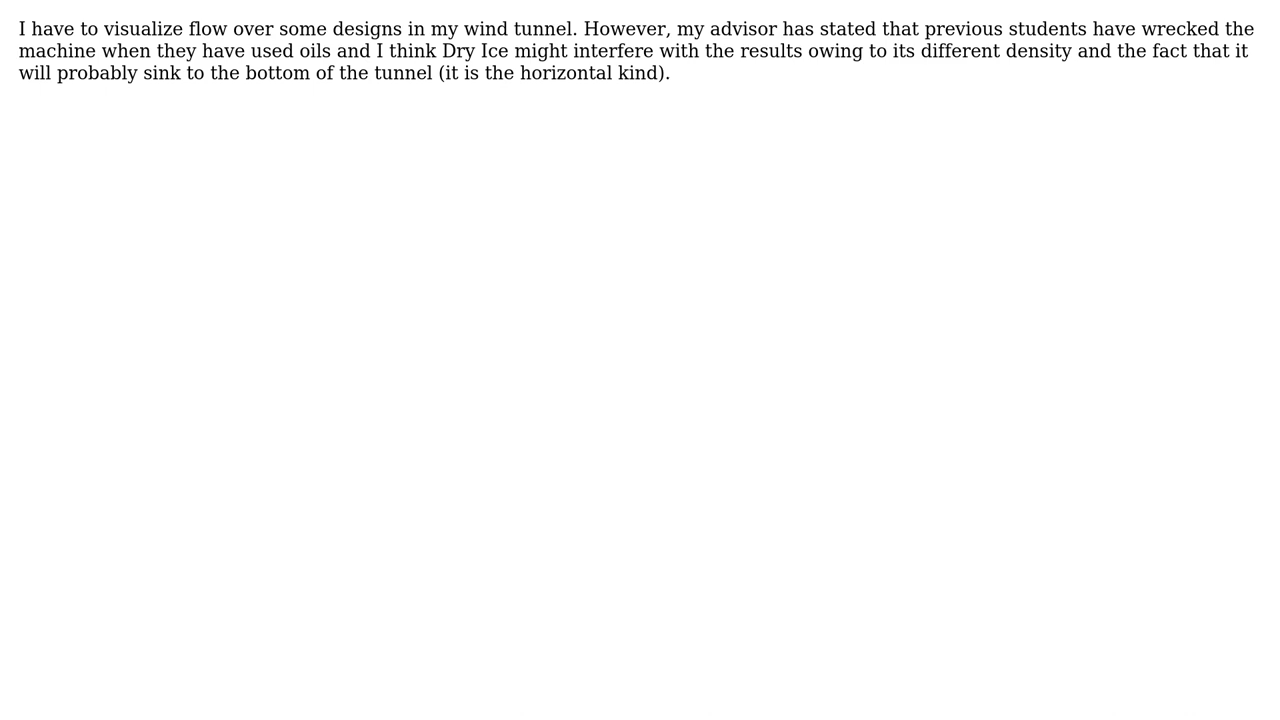 I have to visualize flow over some designs in my wind tunnel. However, my advisor has stated that previous students have wrecked the
machine when they have used oils and I think Dry Ice might interfere with the results owing to its different density and the fact that it
will probably sink to the bottom of the tunnel (it is the horizontal kind).